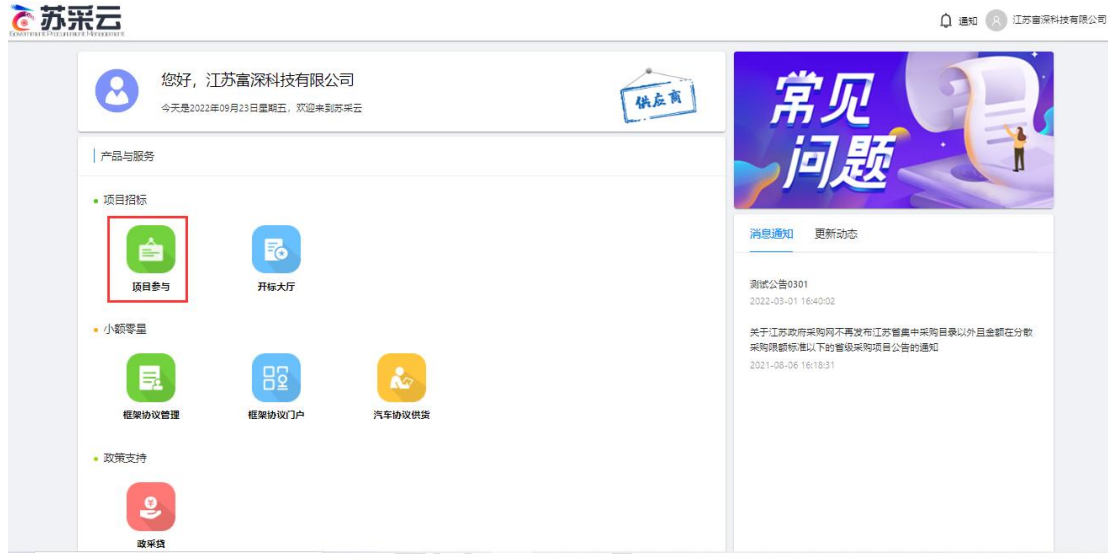 苏采云
Government Procurement Management
通知
江苏富深科技有限公司
您好，江苏富深科技有限公司
今天是2022年09月23日星期五，欢迎来到苏采云
供应商
常见
问题
产品与服务
项目招标
项目参与
开标大厅
小额零星
框架协议管理
框架协议门户
汽车协议供货
政策支持
政采贷
消息通知
更新动态
测试公告0301
2022-03-01 16:40:02
关于江苏政府采购网不再发布江苏省集中采购目录以外且金额在分散
采购限额标准以下的省级采购项目公告的通知
2021-08-06 16:18:31